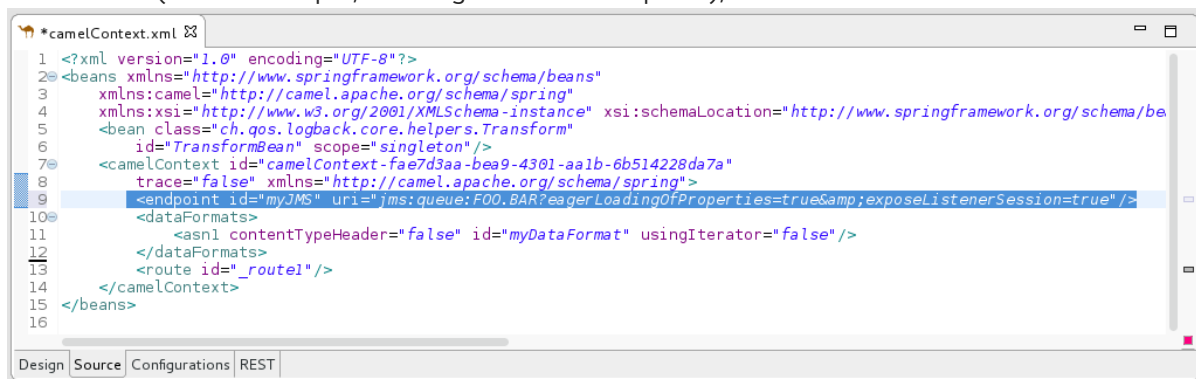 *camelContext.xml
1 <?xml version="1.0" encoding="UTF-8"?>
2 <beans xmlns="http://www.springframework.org/schema/beans"
3 xmlns:camel="http://camel.apache.org/schema/spring"
4 xmlns:xsi="http://www.w3.org/2001/XMLSchema-instance" xsi:schemaLocation="http://www.springframework.org/schema/be
5 <bean class="ch.qos.logback.core.helpers.Transform"
6 id="TransformBean" scope="singleton"/>
7 <camelContext id="camelContext-fae7d3aa-bea9-4301-aa1b-6b514228da7a"
8 trace="false" xmlns="http://camel.apache.org/schema/spring">
9 <endpoint id="myJMS" uri="jms:queue:FOO.BAR?eagerLoadingOfProperties=true&amp;exposeListenerSession=true"/>
10 <dataFormats>
11 <asn1 contentTypeHeader="false" id="myDataFormat" usingIterator="false"/>
12 </dataFormats>
13 <route id="_route1"/>
14 </camelContext>
15 </beans>
16
Design Source Configurations REST